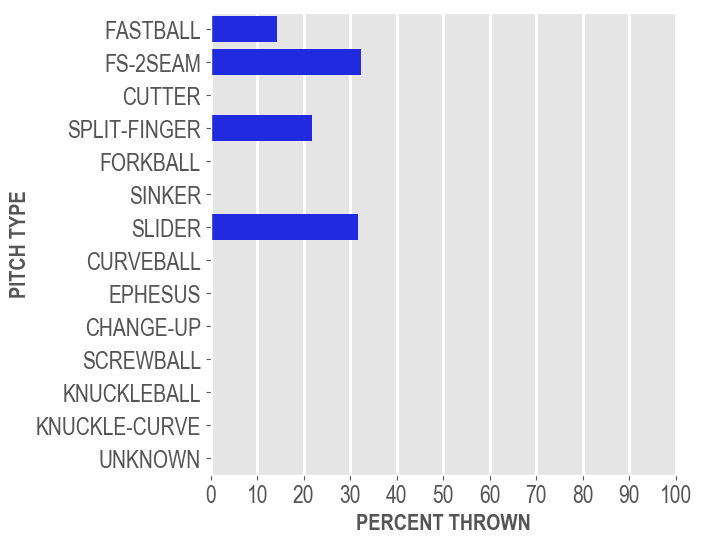 FASTBALL
FS-2SEAM
CUTTER
SPLIT-FINGER
FORKBALL
SINKER
SLIDER
CURVEBALL
EPHESUS
CHANGE-UP
SCREWBALL
KNUCKLEBALL
KNUCKLE-CURVE
UNKNOWN
PITCH TYPE
0 10 20 30 40 50 60 70 80 90 100
PERCENT THROWN